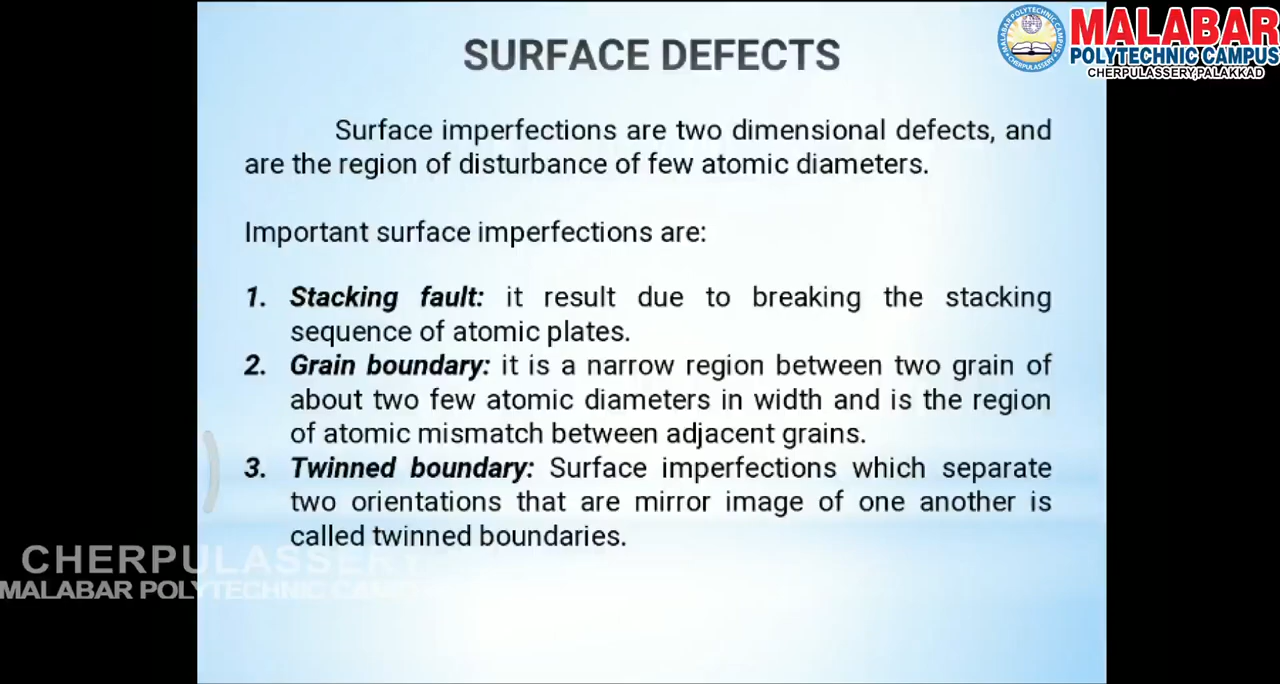 SURFACE DEFECTS
MALABAR
POLYTECHNIC CAMPUS
CHERPULASSERY,PALAKKAD
MALABAR POLYTECHNIC CAMPUS
CHERPULASSERY
Surface imperfections are two dimensional defects, and
are the region of disturbance of few atomic diameters.
Important surface imperfections are:
1. Stacking fault: it result due to breaking the stacking
sequence of atomic plates.
2. Grain boundary: it is a narrow region between two grain of
about two few atomic diameters in width and is the region
of atomic mismatch between adjacent grains.
3. Twinned boundary: Surface imperfections which separate
two orientations that are mirror image of one another is
called twinned boundaries.
CHERPULASSERY
MALABAR POLYTECHNIC CAMPUS